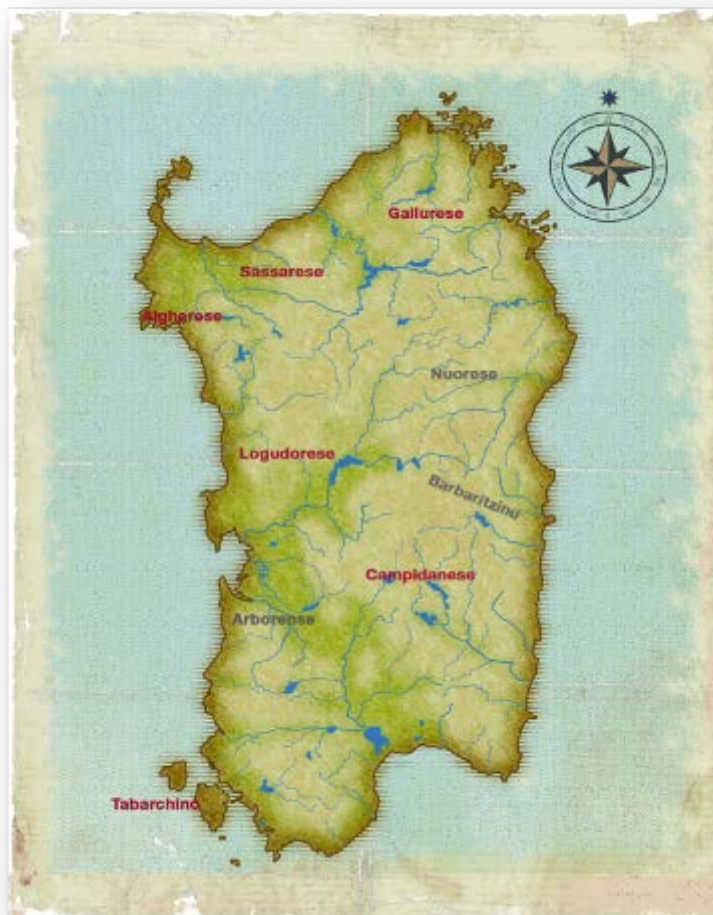 Gallurese
Sassarese
Algherese
Nuorese
Logudorese
Barbaritzinu
Campidanese
Arborense
Tabarchino